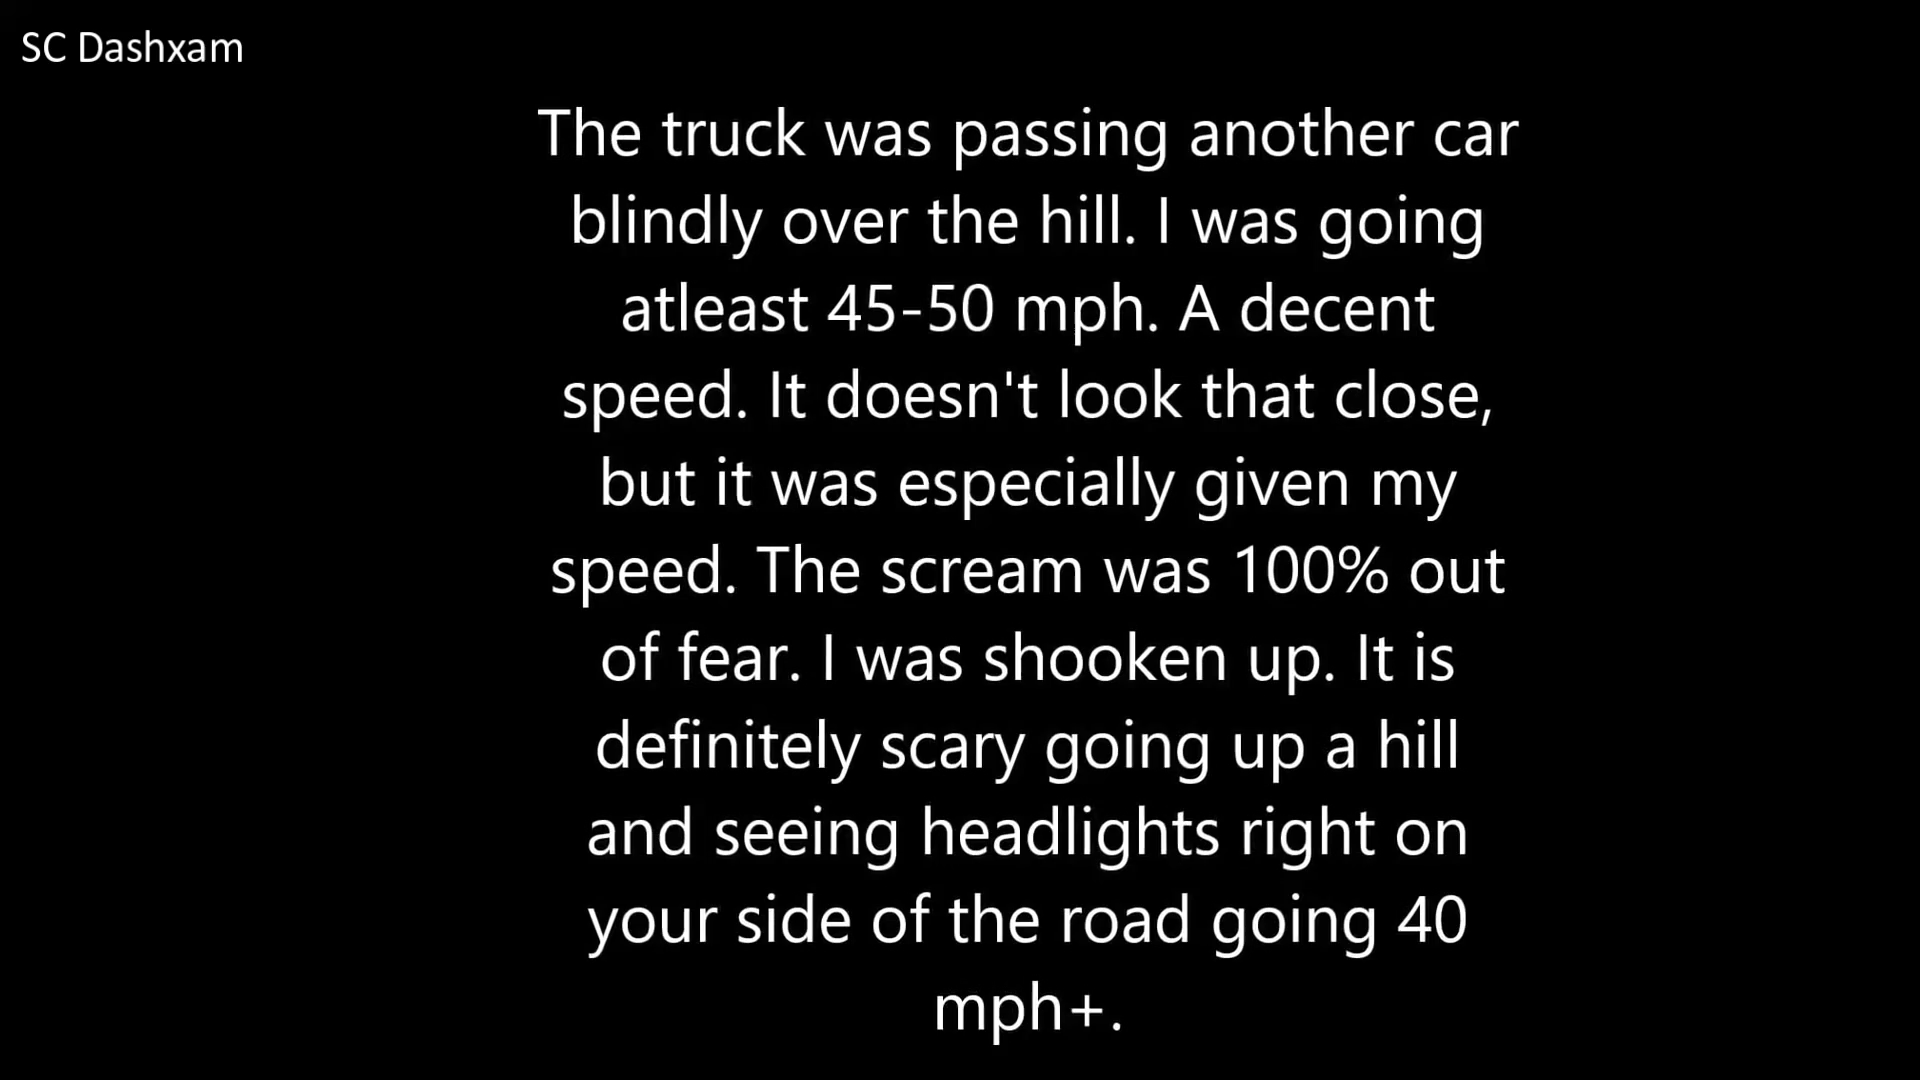 SC Dashxam
The truck was passing another car
blindly over the hill. I was going
atleast 45-50 mph. A decent
speed. It doesn't look that close,
but it was especially given my
speed. The scream was 100% out
of fear. I was shooken up. It is
definitely scary going up a hill
and seeing headlights right on
your side of the road going 40
mph+.